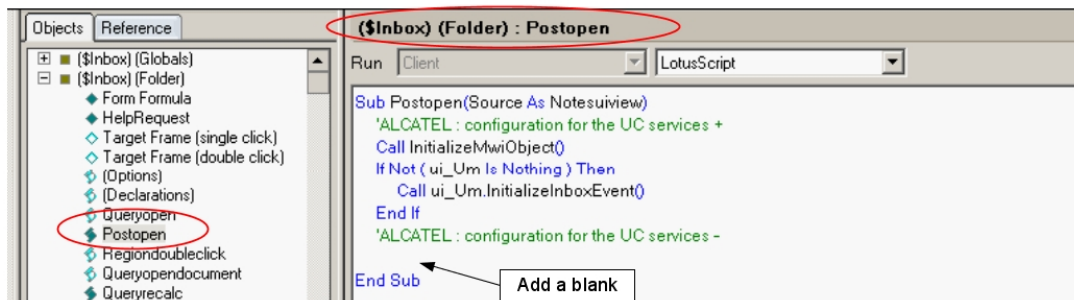 Objects Reference
($Inbox) (Globals)
($Inbox) (Folder)
Form Formula
HelpRequest
Target Frame (single click)
Target Frame (double click)
(Options)
(Declarations)
Queryopen
Postopen
Regiondoubleclick
Queryopendocument
Queryrecalc
($Inbox) (Folder) : Postopen
Run Client LotusScript
Sub Postopen(Source As Notesuiview)
'ALCATEL : configuration for the UC services +
Call InitializeMwiObject()
If Not ( ui_Um Is Nothing ) Then
Call ui_Um.InitializeInboxEvent()
End If
'ALCATEL : configuration for the UC services -
End Sub
Add a blank